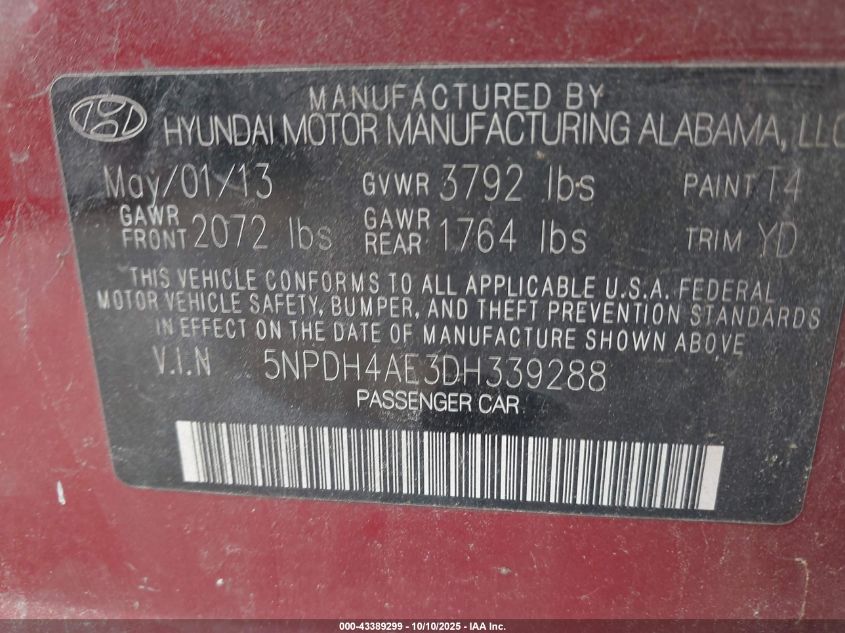 MANUFACTURED BY
HYUNDAI MOTOR MANUFACTURING ALABAMA, LLC
May/01/13 GVWR 3792 lbs PAINT T4
GAWR FRONT 2072 lbs GAWR REAR 1764 lbs TRIM YD
THIS VEHICLE CONFORMS TO ALL APPLICABLE U.S.A. FEDERAL
MOTOR VEHICLE SAFETY, BUMPER, AND THEFT PREVENTION STANDARDS
IN EFFECT ON THE DATE OF MANUFACTURE SHOWN ABOVE.
V.I.N 5NPDH4AE3DH339288
PASSENGER CAR
000-43389299 - 10/10/2025 - IAA Inc.